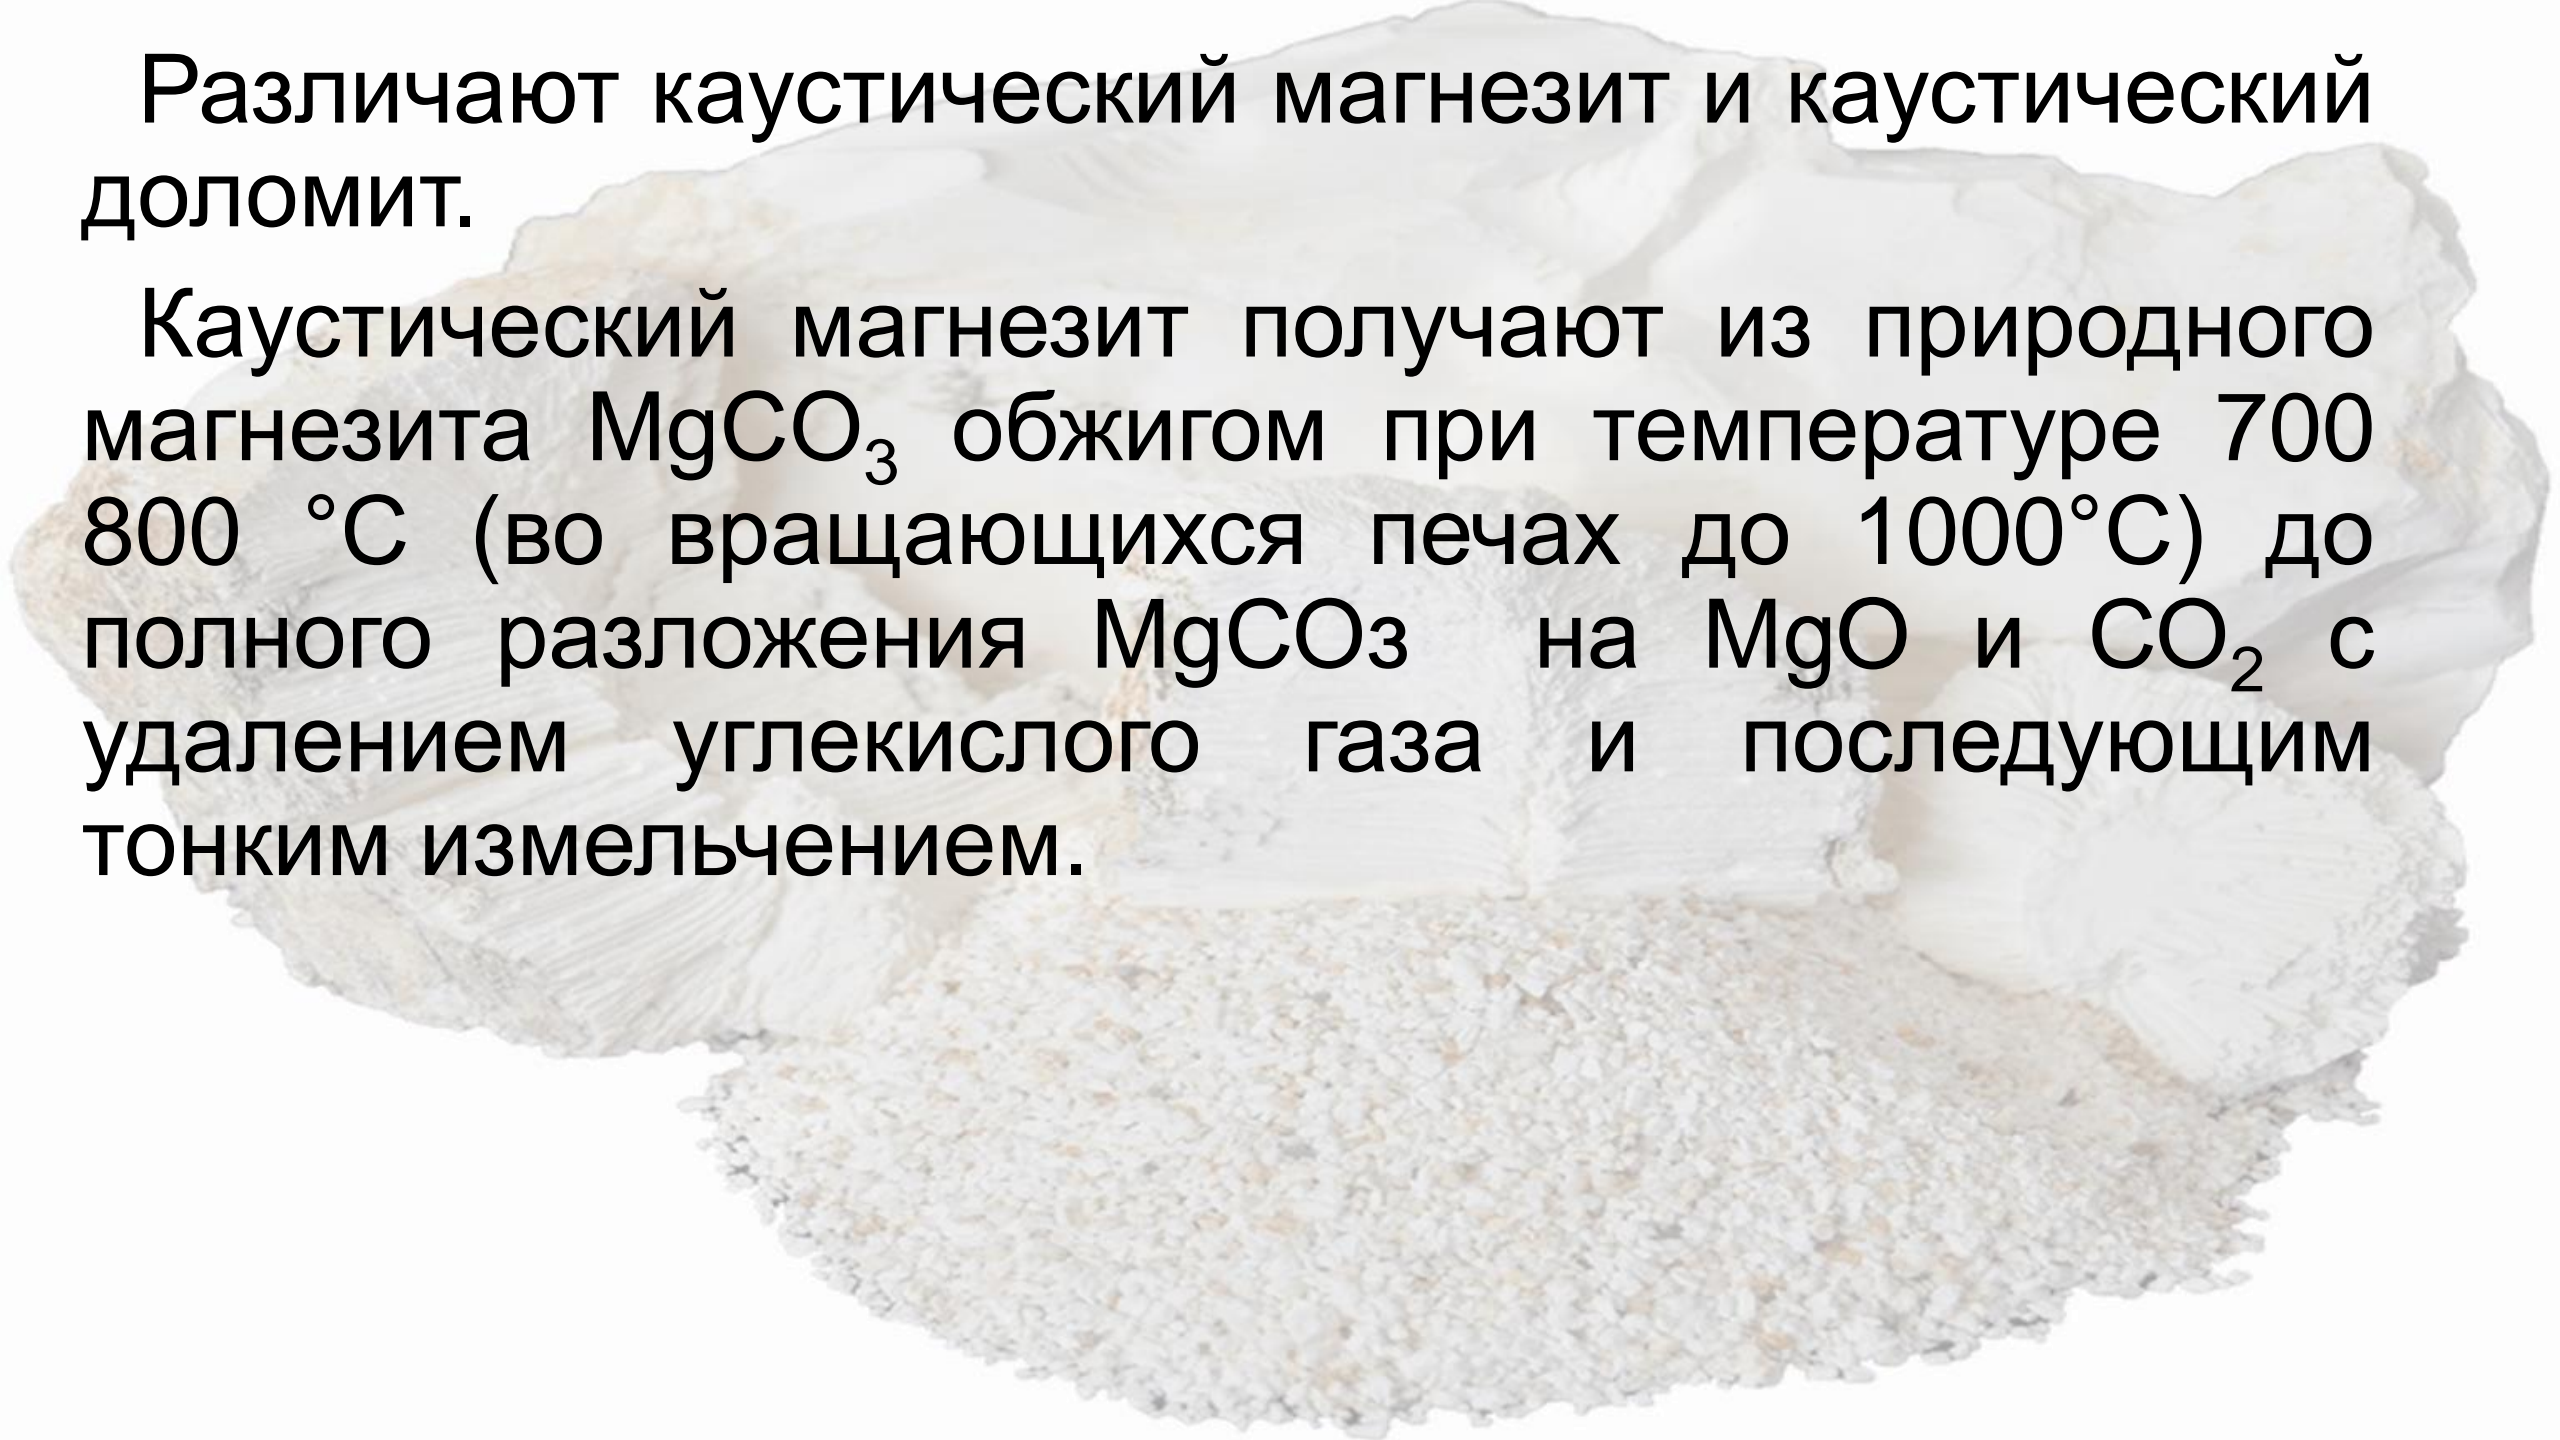 Различают каустический магнезит и каустический
доломит.
Каустический магнезит получают из природного
магнезита MgCO₃ обжигом при температуре 700
800 °С (во вращающихся печах до 1000°С) до
полного разложения MgCOз на MgO и CO₂ с
удалением углекислого газа и последующим
тонким измельчением.